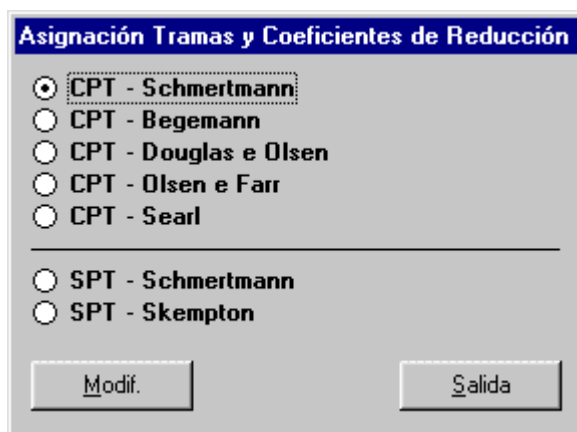 Asignación Tramas y Coeficientes de Reducción
CPT - Schmertmann
CPT - Begemann
CPT - Douglas e Olsen
CPT - Olsen e Farr
CPT - Searl
SPT - Schmertmann
SPT - Skempton
Modif.
Salida